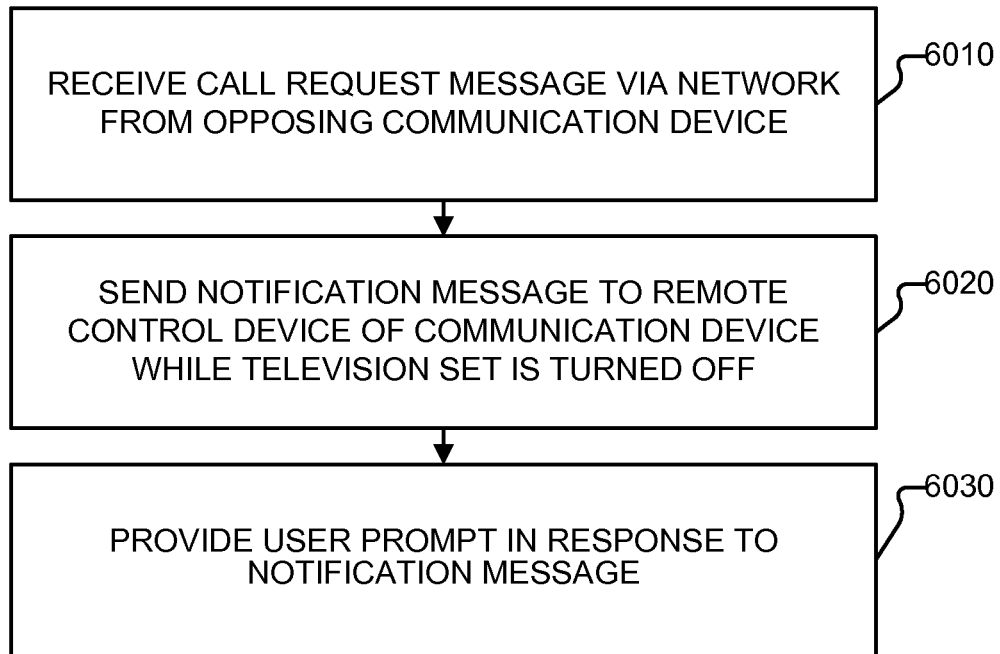 6010
RECEIVE CALL REQUEST MESSAGE VIA NETWORK
FROM OPPOSING COMMUNICATION DEVICE
6020
SEND NOTIFICATION MESSAGE TO REMOTE
CONTROL DEVICE OF COMMUNICATION DEVICE
WHILE TELEVISION SET IS TURNED OFF
6030
PROVIDE USER PROMPT IN RESPONSE TO
NOTIFICATION MESSAGE